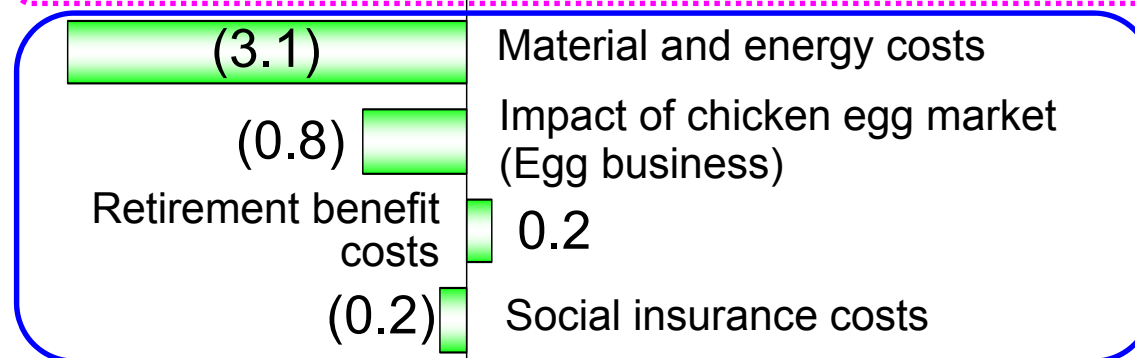 (3.1) Material and energy costs
(0.8) Impact of chicken egg market
(Egg business)
Retirement benefit
costs
0.2
(0.2) Social insurance costs